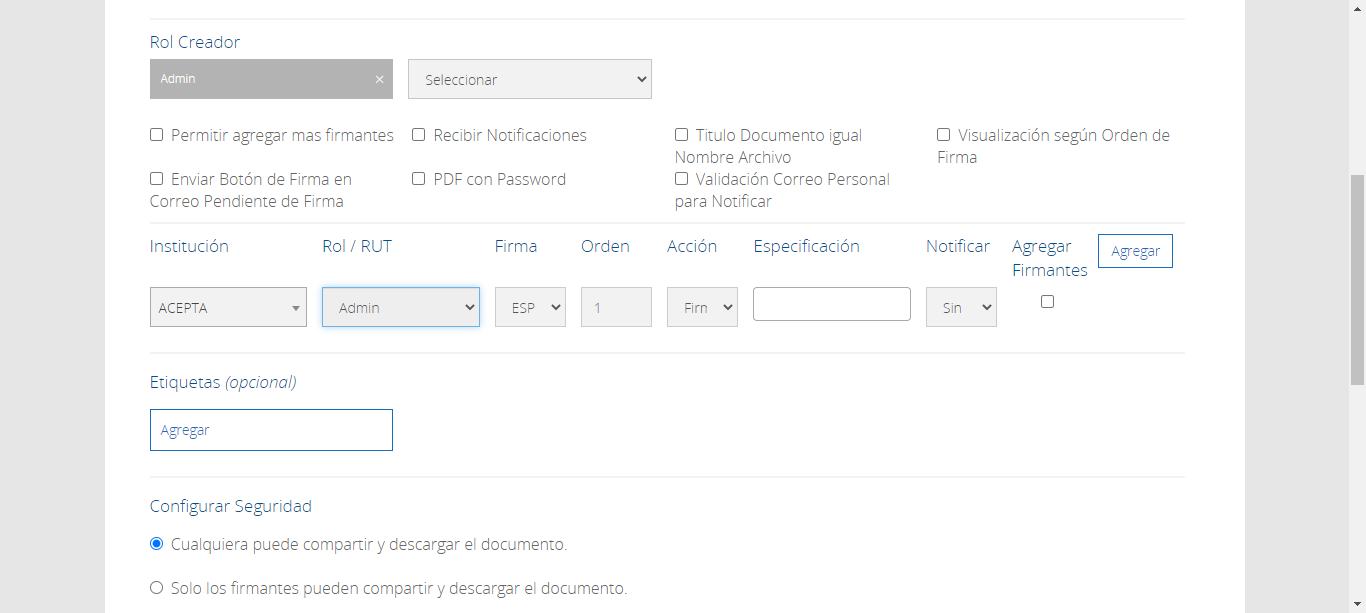 Rol Creador
Admin ×
Seleccionar
Permitir agregar mas firmantes
Recibir Notificaciones
Titulo Documento igual
Nombre Archivo
Visualización según Orden de
Firma
Enviar Botón de Firma en
Correo Pendiente de Firma
PDF con Password
Validación Correo Personal
para Notificar
Institución
Rol / RUT
Firma
Orden
Acción
Especificación
Notificar
Agregar
Firmantes
Agregar
ACEPTA
Admin
ESP
1
Firn
Sin
Etiquetas (opcional)
Agregar
Configurar Seguridad
Cualquiera puede compartir y descargar el documento.
Solo los firmantes pueden compartir y descargar el documento.